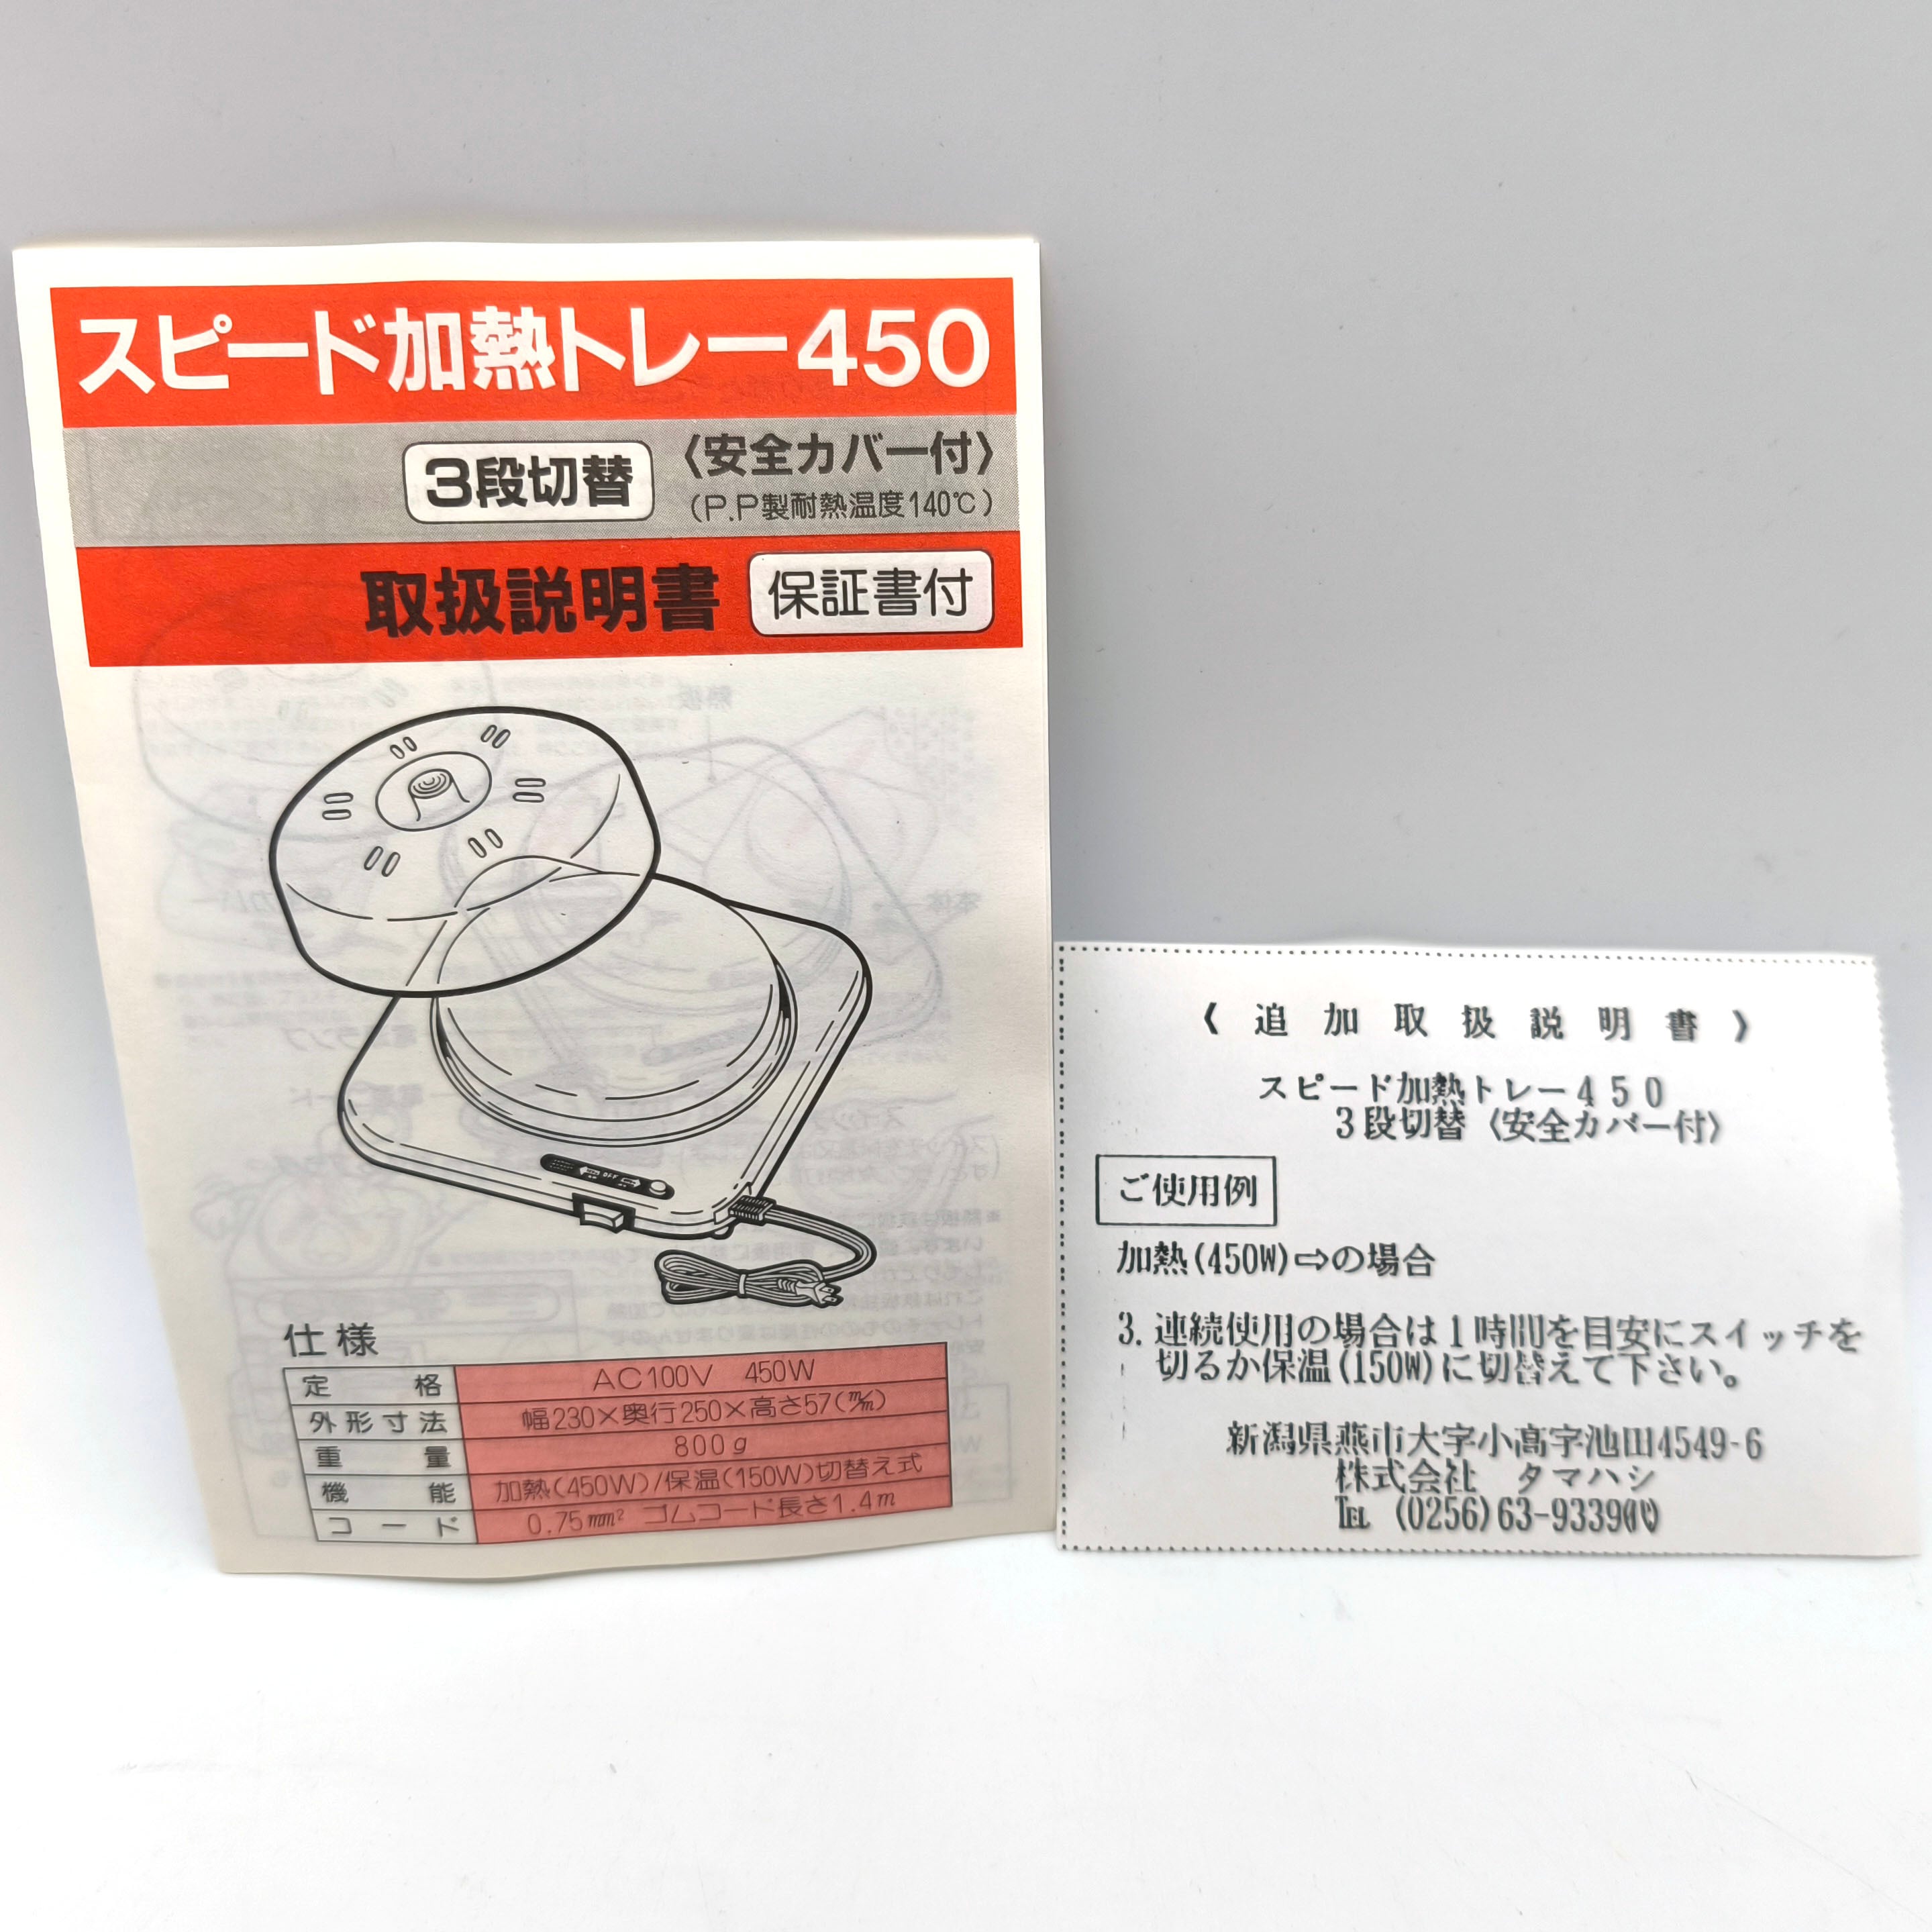 スピード加熱トレー450
3段切替
〈安全カバー付〉
(P.P製耐熱温度140℃)
取扱説明書
保証書付
仕様
定格 AC100V 450W
外形寸法 幅230×奥行250×高さ57(m/m)
重量 800g
機能 加熱(450W)/保温(150W)切替え式
コード 0.75mm² ゴムコード長さ1.4m
《追加取扱説明書》
スピード加熱トレー450
3段切替〈安全カバー付〉
ご使用例
加熱(450W)⇨の場合
3. 連続使用の場合は1時間を目安にスイッチを
切るか保温(150W)に切替えて下さい。
新潟県燕市大字小高字池田4549-6
株式会社 タマハシ
TEL (0256)63-9339㈹